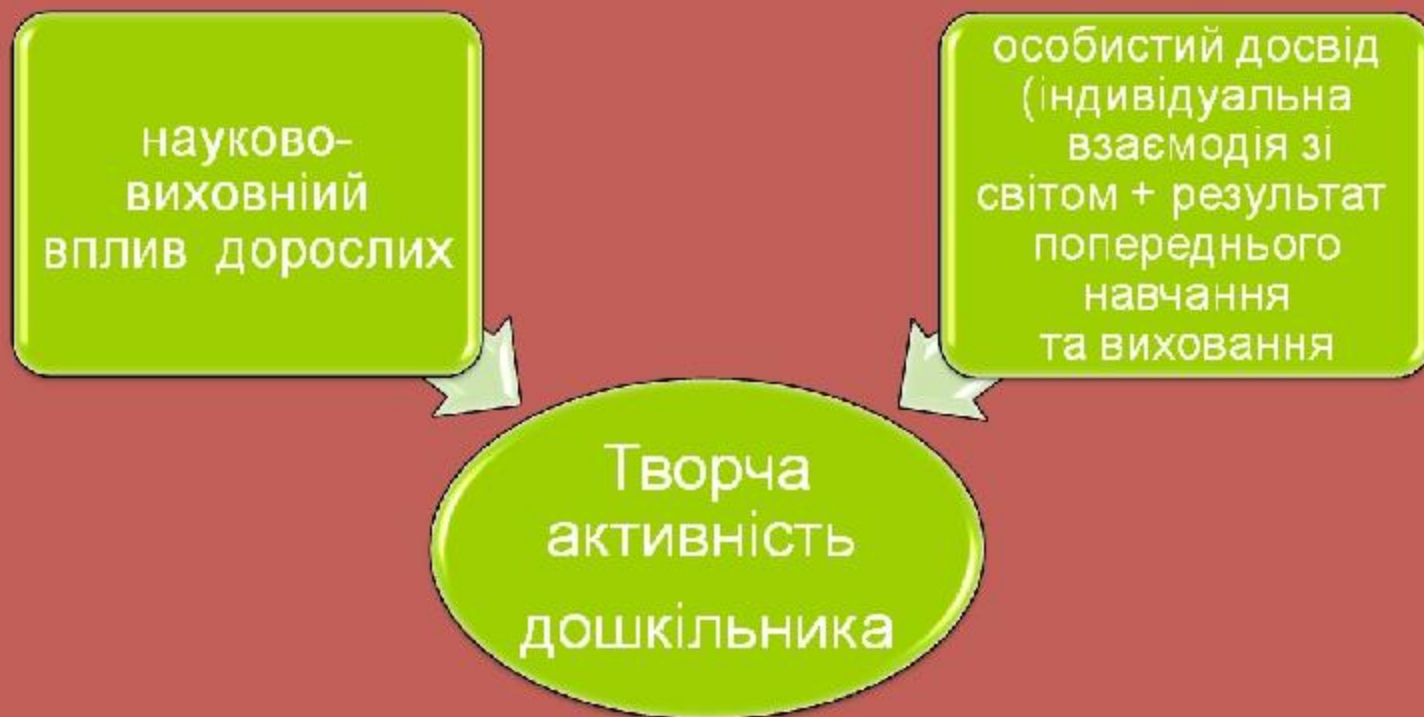 науково-
виховніий
вплив дорослих
особистий досвід
(індивідуальна
взаємодія зі
світом + результат
попереднього
навчання
та виховання
Творча
активність
дошкільника